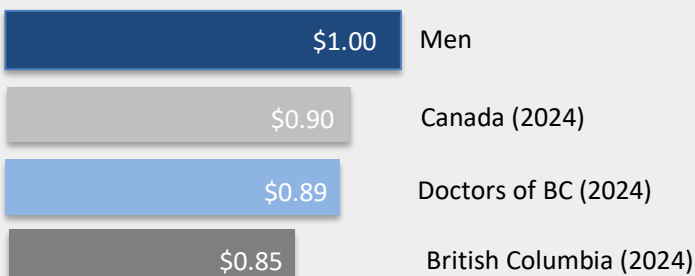 $1.00 Men
$0.90 Canada (2024)
$0.89 Doctors of BC (2024)
$0.85 British Columbia (2024)